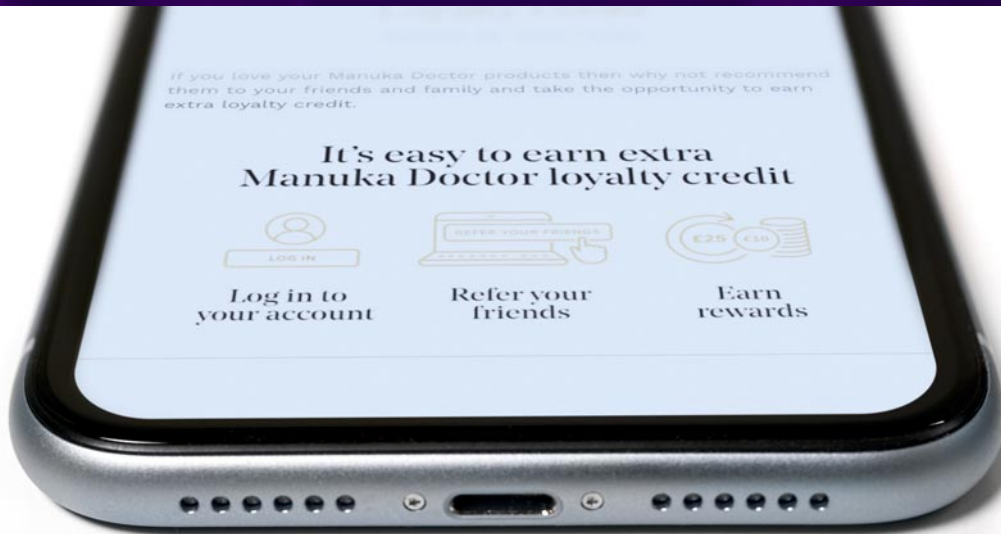 If you love your Manuka Doctor products then why not recommend
them to your friends and family and take the opportunity to earn
extra loyalty credit.
It's easy to earn extra
Manuka Doctor loyalty credit
REFER YOUR FRIENDS
£25 £10
LOG IN
Log in to
your account
Refer your
friends
Earn
rewards